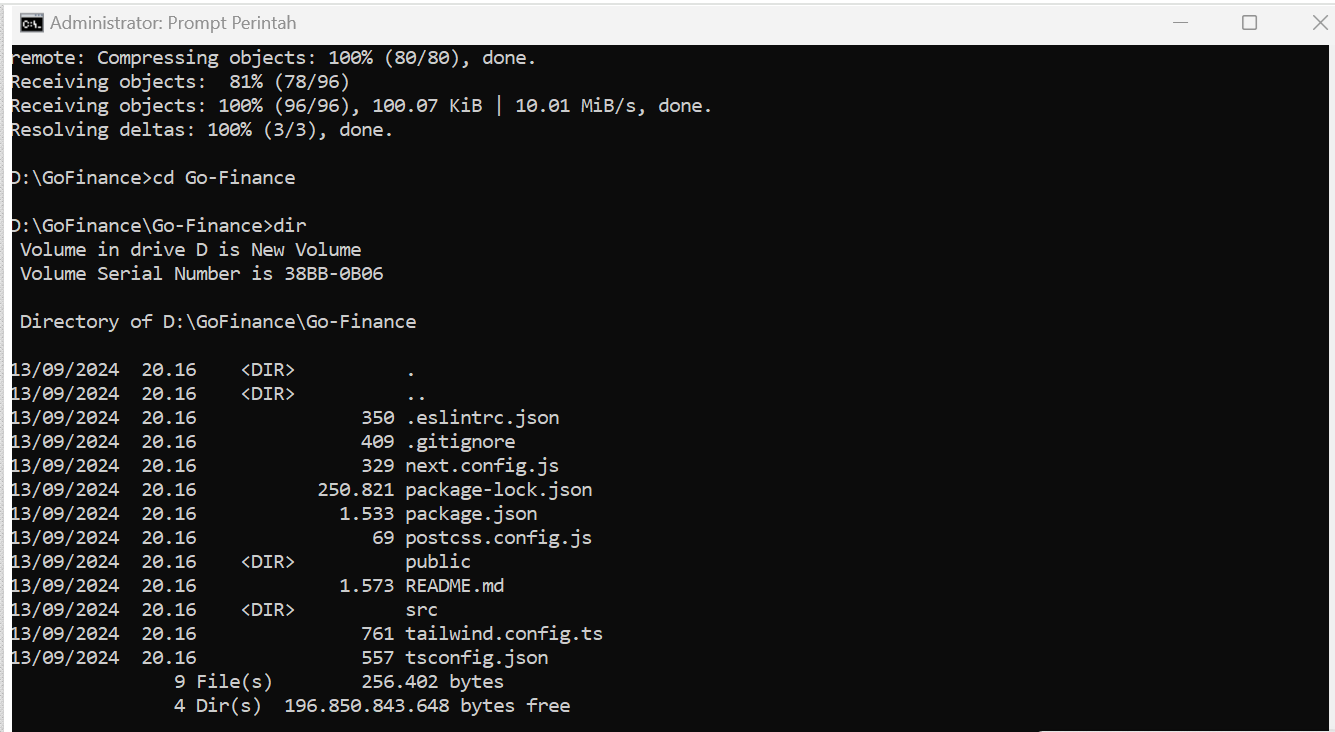 Administrator: Prompt Perintah
remote: Compressing objects: 100% (80/80), done.
Receiving objects:  81% (78/96)
Receiving objects: 100% (96/96), 100.07 KiB | 10.01 MiB/s, done.
Resolving deltas: 100% (3/3), done.
D:\GoFinance>cd Go-Finance
D:\GoFinance\Go-Finance>dir
Volume in drive D is New Volume
Volume Serial Number is 38BB-0B06
Directory of D:\GoFinance\Go-Finance
13/09/2024  20.16    <DIR>          .
13/09/2024  20.16    <DIR>          ..
13/09/2024  20.16               350 .eslintrc.json
13/09/2024  20.16               409 .gitignore
13/09/2024  20.16               329 next.config.js
13/09/2024  20.16           250.821 package-lock.json
13/09/2024  20.16             1.533 package.json
13/09/2024  20.16                69 postcss.config.js
13/09/2024  20.16    <DIR>          public
13/09/2024  20.16             1.573 README.md
13/09/2024  20.16    <DIR>          src
13/09/2024  20.16               761 tailwind.config.ts
13/09/2024  20.16               557 tsconfig.json
9 File(s)        256.402 bytes
4 Dir(s)  196.850.843.648 bytes free